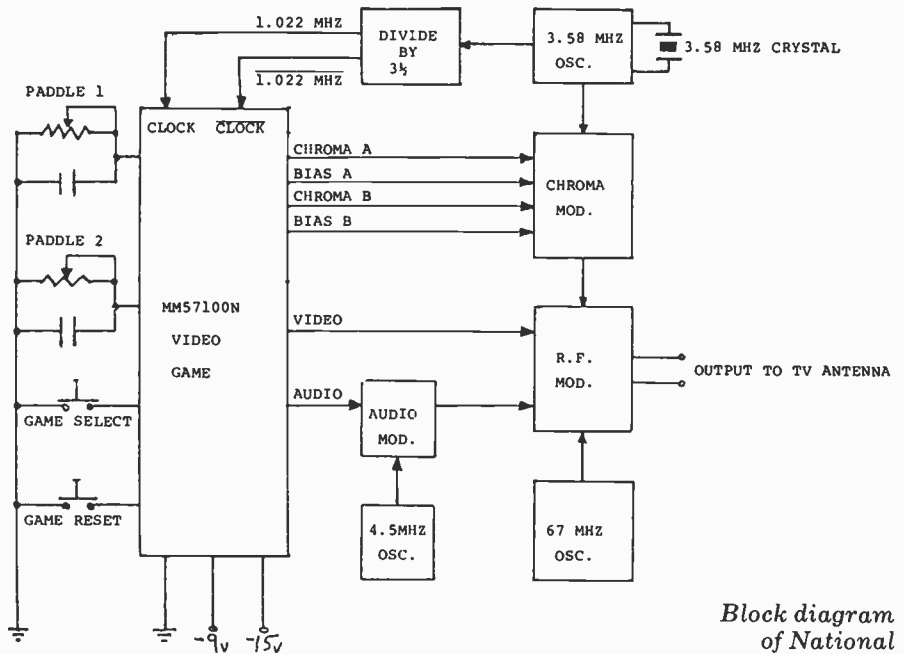 1.022 MHZ
DIVIDE
BY
3½
3.58 MHZ
OSC.
3.58 MHZ CRYSTAL
1.022 MHZ
PADDLE 1
CLOCK CLOCK
CHROMA A
BIAS A
CHROMA B
BIAS B
CHROMA
MOD.
PADDLE 2
MM57100N
VIDEO
GAME
VIDEO
R.F.
MOD.
OUTPUT TO TV ANTENNA
AUDIO
AUDIO
MOD.
GAME SELECT
GAME RESET
4.5MHZ
OSC.
67 MHZ
OSC.
-9v -15v
Block diagram
of National